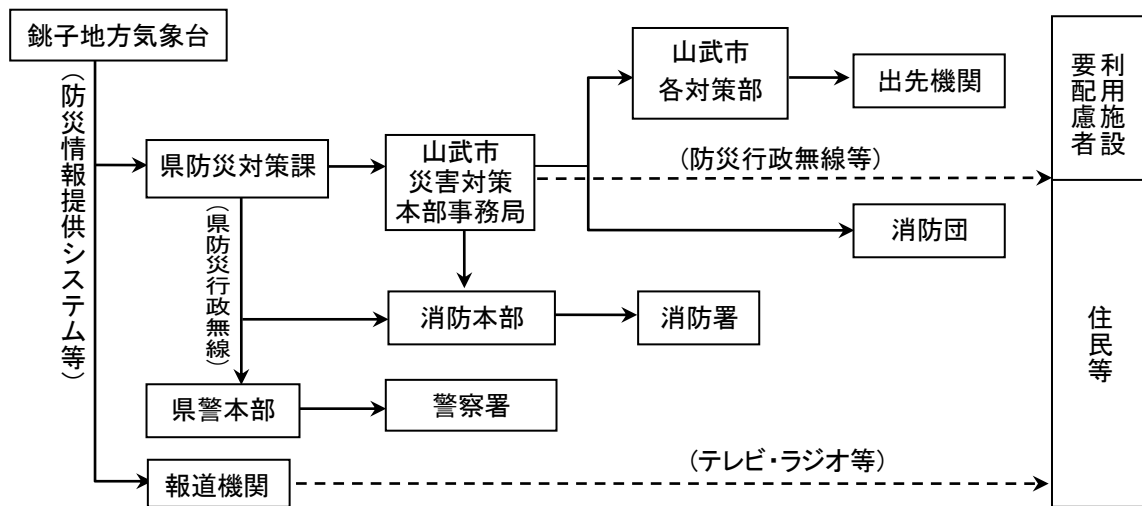 銚子地方気象台
（防災情報提供システム等）
県防災対策課
（県防災行政無線）
山武市
災害対策
本部事務局
山武市
各対策部
出先機関
（防災行政無線等）
消防団
消防本部
消防署
県警本部
警察署
報道機関
（テレビ・ラジオ等）
要配慮者
利用施設
住民等